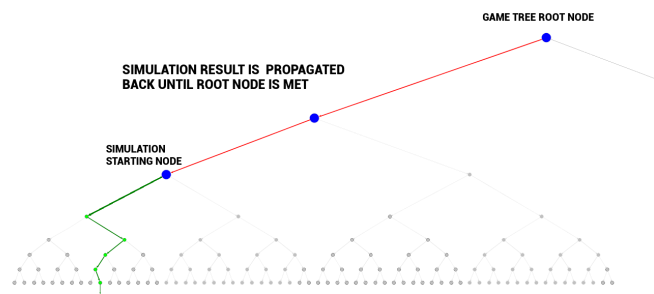 GAME TREE ROOT NODE
SIMULATION RESULT IS PROPAGATED
BACK UNTIL ROOT NODE IS MET
SIMULATION
STARTING NODE